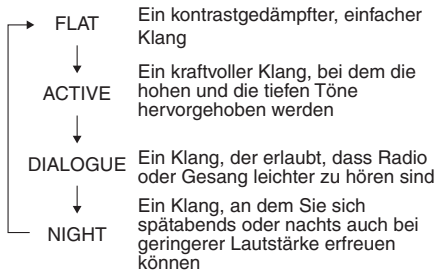 FLAT
Ein kontrastgedämpfter, einfacher
Klang
ACTIVE
Ein kraftvoller Klang, bei dem die
hohen und die tiefen Töne
hervorgehoben werden
DIALOGUE
Ein Klang, der erlaubt, dass Radio
oder Gesang leichter zu hören sind
NIGHT
Ein Klang, an dem Sie sich
spätabends oder nachts auch bei
geringerer Lautstärke erfreuen
können